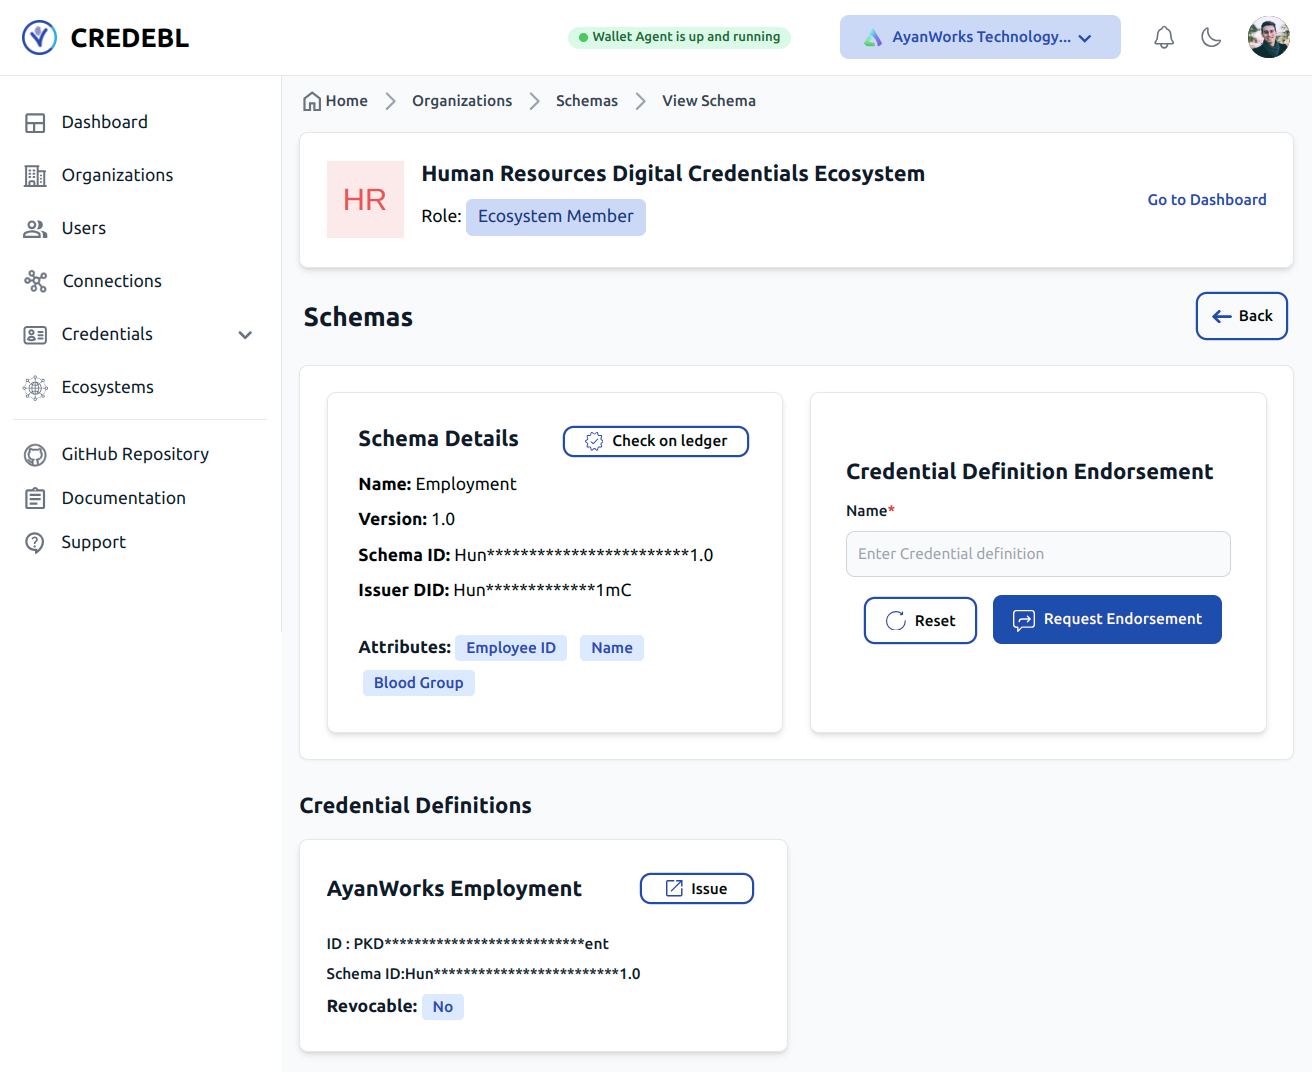 CREDEBL
Wallet Agent is up and running
AyanWorks Technology...
Dashboard
Organizations
Users
Connections
Credentials
Ecosystems
GitHub Repository
Documentation
Support
Home
Organizations
Schemas
View Schema
HR
Human Resources Digital Credentials Ecosystem
Role: Ecosystem Member
Go to Dashboard
Schemas
Back
Schema Details
Check on ledger
Name: Employment
Version: 1.0
Schema ID: Hun************************1.0
Issuer DID: Hun*************1mC
Attributes: Employee ID Name
Blood Group
Credential Definition Endorsement
Name*
Enter Credential definition
Reset
Request Endorsement
Credential Definitions
AyanWorks Employment
Issue
ID : PKD***************************ent
Schema ID:Hun*************************1.0
Revocable: No